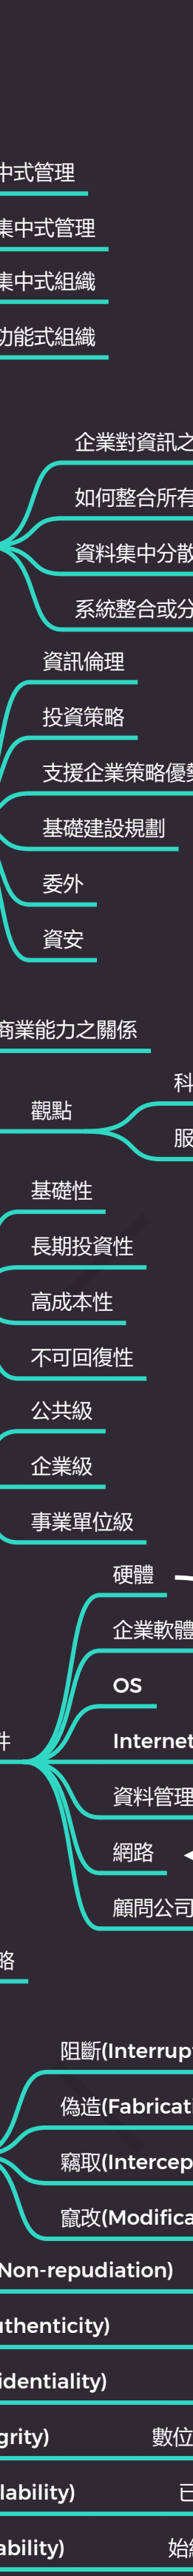 中式管理
集中式管理
集中式組織
功能式組織
企業對資訊之
如何整合所有
資料集中分散
系統整合或分
資訊倫理
投資策略
支援企業策略優勢
基礎建設規劃
委外
資安
商業能力之關係
科
觀點
服
基礎性
長期投資性
高成本性
不可回復性
公共級
企業級
事業單位級
硬體
企業軟體
OS
Internet
件
資料管理
網路
顧問公司
略
阻斷(Interrup
偽造(Fabricati
竊取(Intercep
竄改(Modifica
Non-repudiation)
uthenticity)
identiality)
grity) 數位
lability) 已
ability) 始